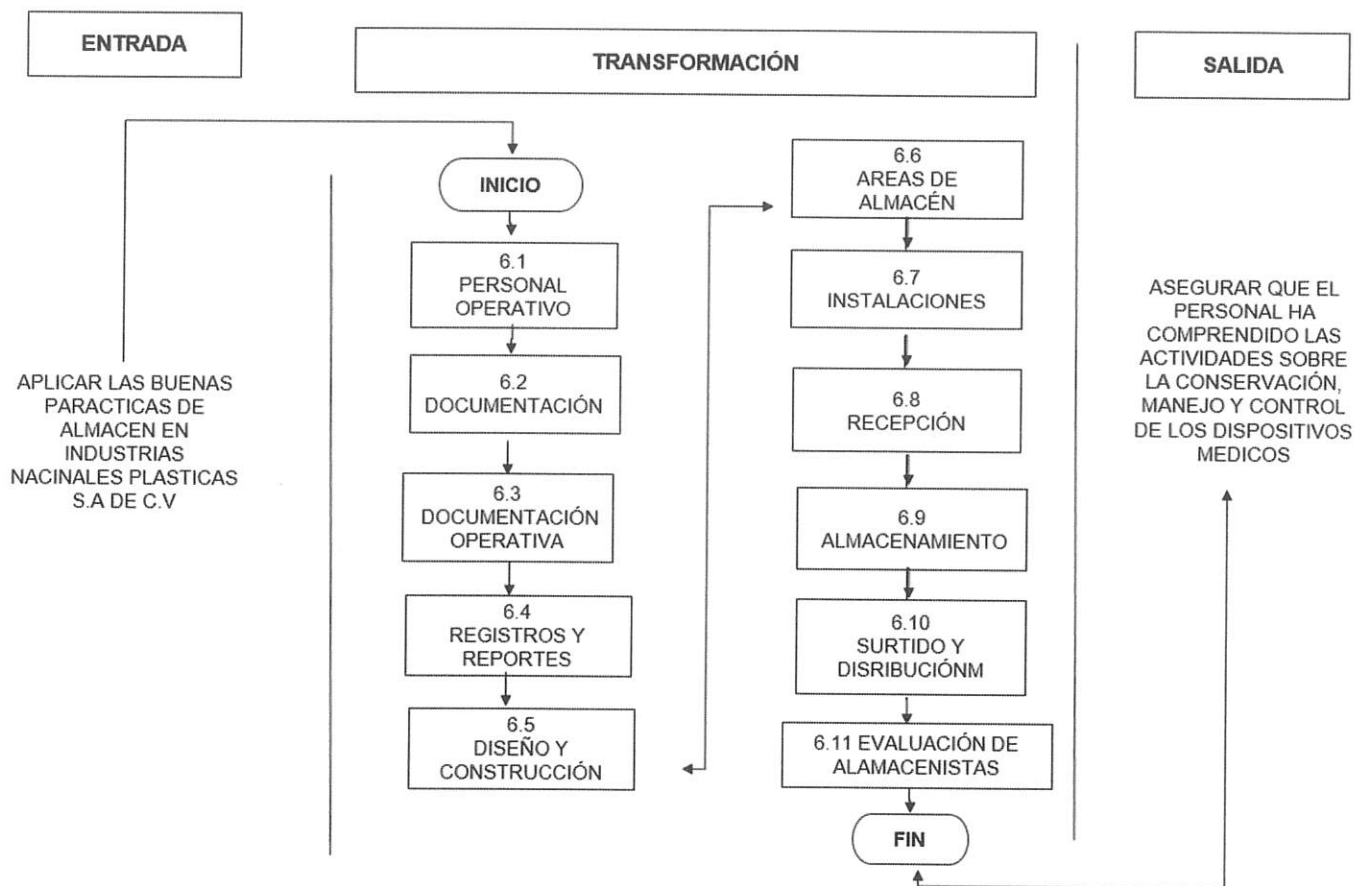 ENTRADA
TRANSFORMACIÓN
SALIDA
APLICAR LAS BUENAS
PARACTICAS DE
ALMACEN EN
INDUSTRIAS
NACINALES PLASTICAS
S.A DE C.V
INICIO
6.1
PERSONAL
OPERATIVO
6.2
DOCUMENTACIÓN
6.3
DOCUMENTACIÓN
OPERATIVA
6.4
REGISTROS Y
REPORTES
6.5
DISEÑO Y
CONSTRUCCIÓN
6.6
AREAS DE
ALMACÉN
6.7
INSTALACIONES
6.8
RECEPCIÓN
6.9
ALMACENAMIENTO
6.10
SURTIDO Y
DISRIBUCIÓNM
6.11 EVALUACIÓN DE
ALAMACENISTAS
FIN
ASEGURAR QUE EL
PERSONAL HA
COMPRENDIDO LAS
ACTIVIDADES SOBRE
LA CONSERVACIÓN,
MANEJO Y CONTROL
DE LOS DISPOSITIVOS
MEDICOS